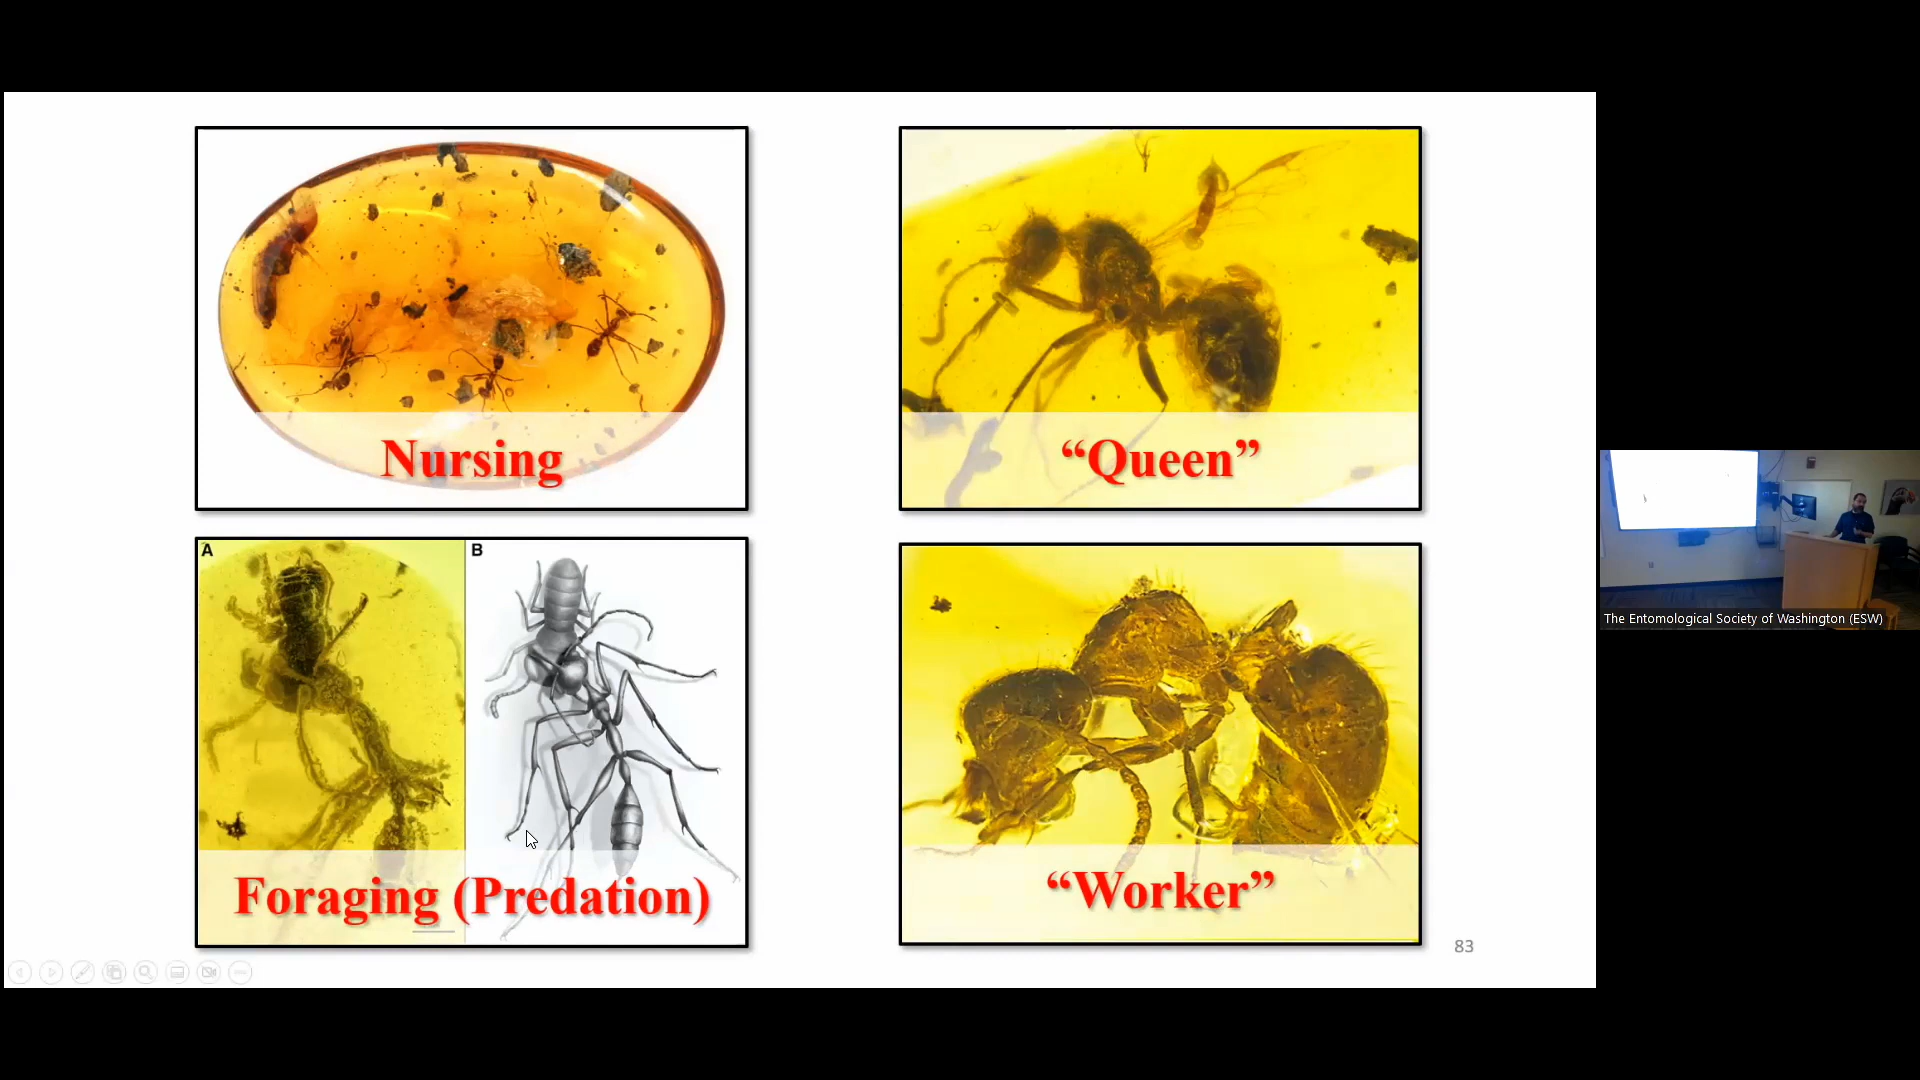 Nursing
“Queen”
A
B
Foraging (Predation)
“Worker”
83
The Entomological Society of Washington (ESW)